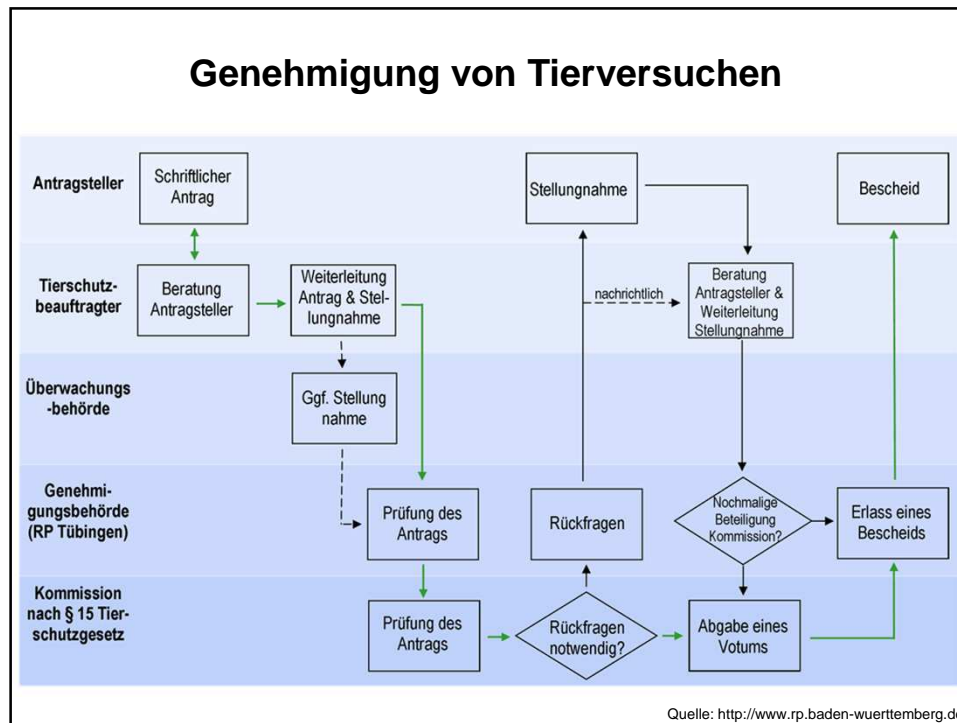 Genehmigung von Tierversuchen
Antragsteller
Schriftlicher
Antrag
Stellungnahme
Bescheid
Tierschutz-
beauftragter
Beratung
Antragsteller
Weiterleitung
Antrag & Stel-
lungnahme
nachrichtlich
Beratung
Antragsteller &
Weiterleitung
Stellungnahme
Überwachungs
-behörde
Ggf. Stellung
nahme
Genehmi-
gungsbehörde
(RP Tübingen)
Prüfung des
Antrags
Rückfragen
Nochmalige
Beteiligung
Kommission?
Erlass eines
Bescheids
Kommission
nach § 15 Tier-
schutzgesetz
Prüfung des
Antrags
Rückfragen
notwendig?
Abgabe eines
Votums
Quelle: http://www.rp.baden-wuerttemberg.de